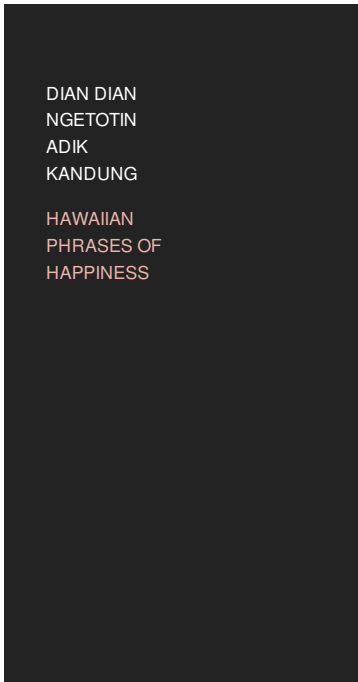 DIAN DIAN
NGETOTIN
ADIK
KANDUNG
HAWAIIAN
PHRASES OF
HAPPINESS